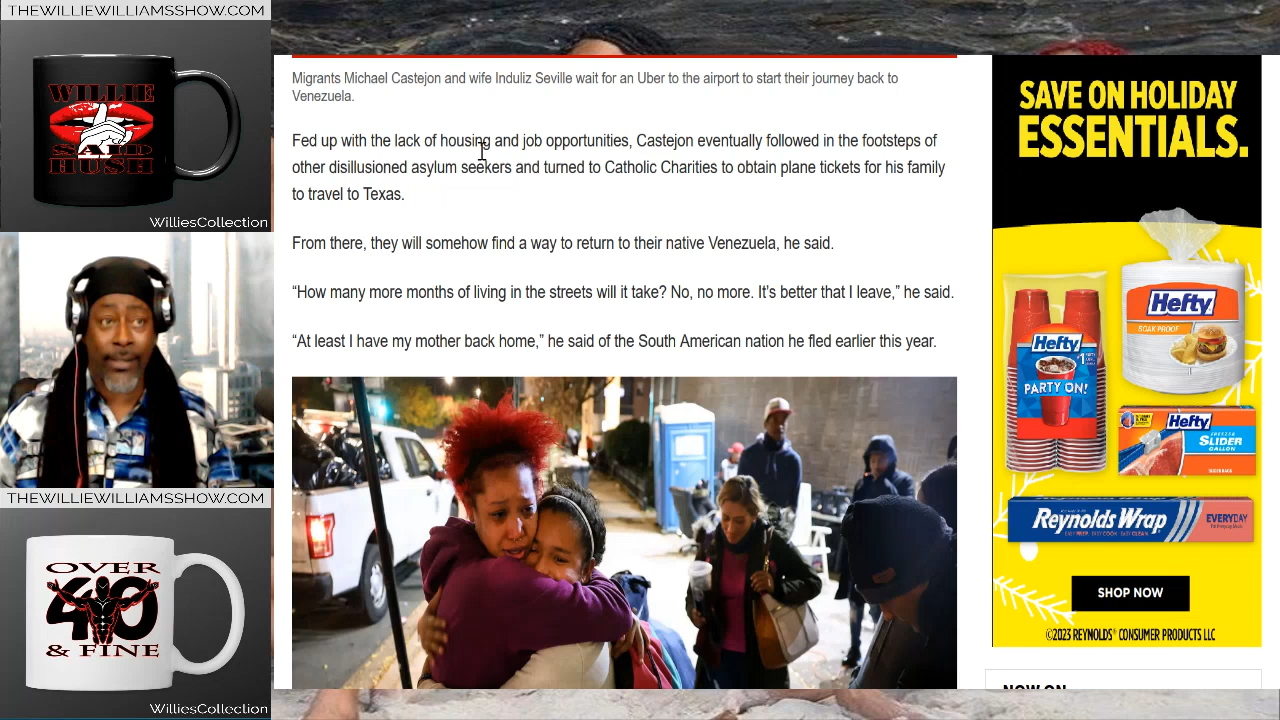 THEWILLIEWILLIAMSSHOW.COM
WILLIE
SAID
HUSH
WilliesCollection
THEWILLIEWILLIAMSSHOW.COM
OVER
40
& FINE
WilliesCollection
Migrants Michael Castejon and wife Induliz Seville wait for an Uber to the airport to start their journey back to
Venezuela.
Fed up with the lack of housing and job opportunities, Castejon eventually followed in the footsteps of
other disillusioned asylum seekers and turned to Catholic Charities to obtain plane tickets for his family
to travel to Texas.
From there, they will somehow find a way to return to their native Venezuela, he said.
“How many more months of living in the streets will it take? No, no more. It’s better that I leave,” he said.
“At least I have my mother back home,” he said of the South American nation he fled earlier this year.
SAVE ON HOLIDAY
ESSENTIALS.
Hefty
SOAK PROOF
Hefty
PARTY ON!
Hefty
FREEZER
SLIDER
GALLON
Reynolds Wrap
EVERYDAY
SHOP NOW
©2023 REYNOLDS® CONSUMER PRODUCTS LLC
NOW ON